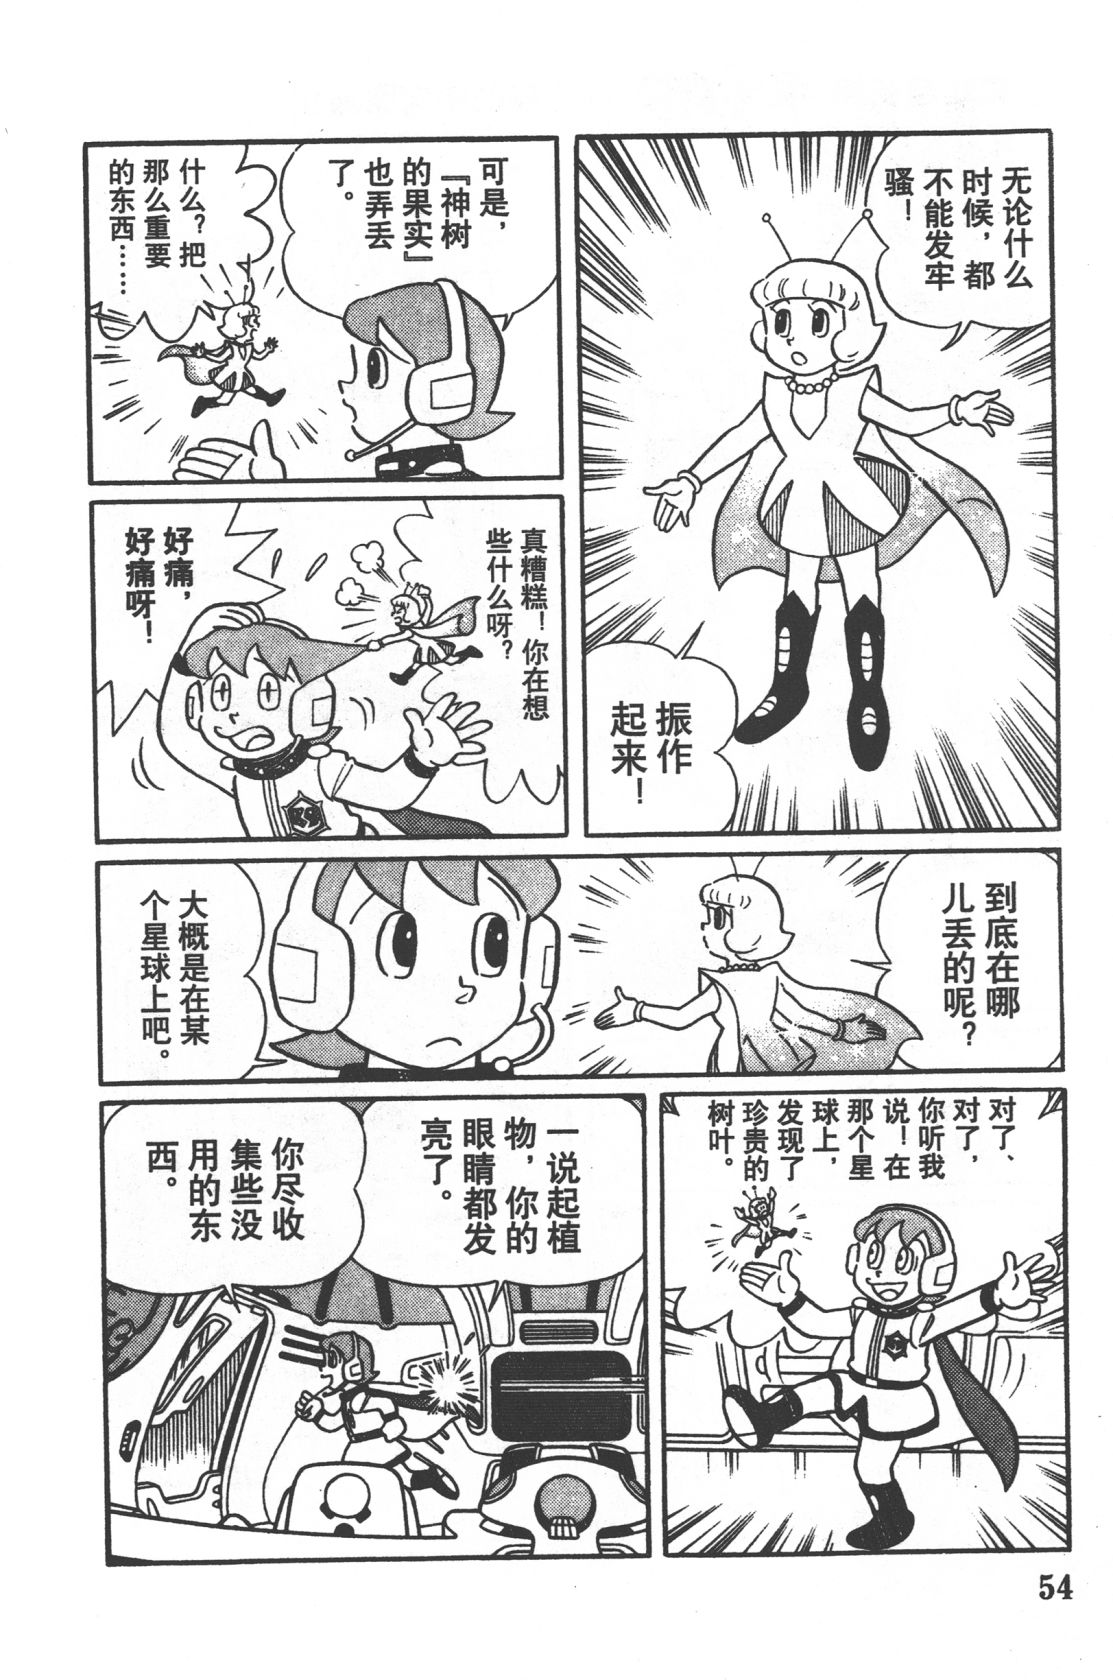 无论什么
时候，都
不能发牢
骚！
振作
起来！
可是，
『神树
的果实』
也弄丢
了。
什么？把
那么重要
的东西……
真糟糕！你在想
些什么呀？
好痛，
好痛呀！
到底在哪
儿丢的呢？
大概是在某
个星球上吧。
对了、
对了，
你听我
说！在
那个星
球上，
发现了
珍贵的
树叶。
一说起植
物，你的
眼睛都发
亮了。
你尽收
集些没
用的东
西。
54